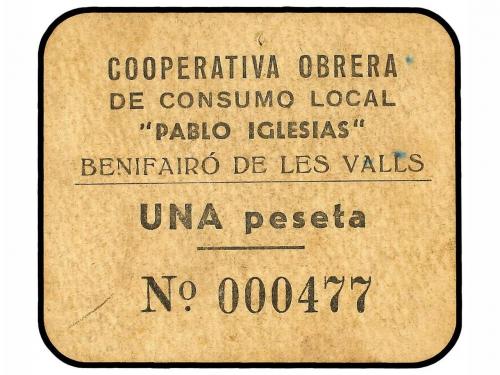 COOPERATIVA OBRERA
DE CONSUMO LOCAL
"PABLO IGLESIAS"
BENIFAIRÓ DE LES VALLS
UNA peseta
Nº 000477